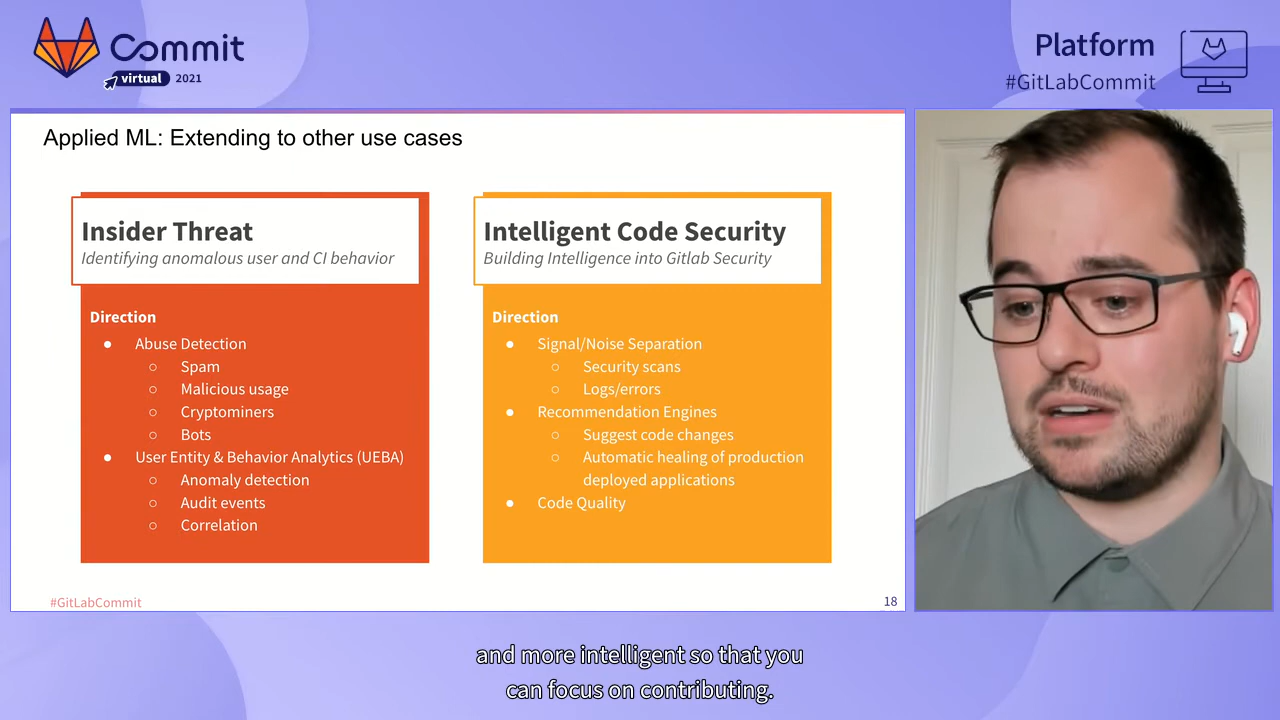 Commit
virtual 2021
Platform
#GitLabCommit
Applied ML: Extending to other use cases
Insider Threat
Identifying anomalous user and CI behavior
Direction
● Abuse Detection
○ Spam
○ Malicious usage
○ Cryptominers
○ Bots
● User Entity & Behavior Analytics (UEBA)
○ Anomaly detection
○ Audit events
○ Correlation
Intelligent Code Security
Building Intelligence into Gitlab Security
Direction
● Signal/Noise Separation
○ Security scans
○ Logs/errors
● Recommendation Engines
○ Suggest code changes
○ Automatic healing of production
deployed applications
● Code Quality
#GitLabCommit
18
and more intelligent so that you
can focus on contributing.